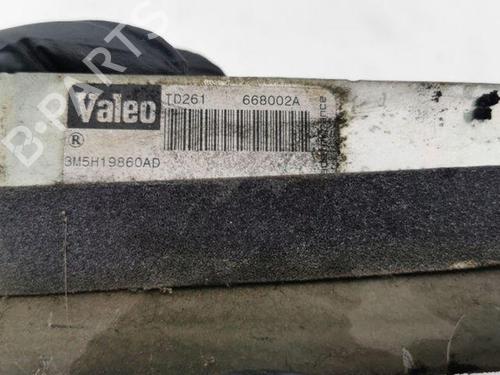 B-PARTS
Valeo
TD261 668002A
®
3M5H19860AD